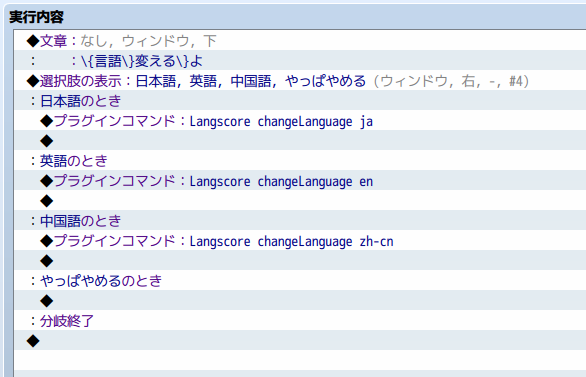 実行内容
◆文章：なし, ウィンドウ, 下
：　　：\{言語\}変えるよ
◆選択肢の表示：日本語, 英語, 中国語, やっぱやめる (ウィンドウ, 右, -, #4)
：日本語のとき
◆プラグインコマンド：Langscore changeLanguage ja
◆
：英語のとき
◆プラグインコマンド：Langscore changeLanguage en
◆
：中国語のとき
◆プラグインコマンド：Langscore changeLanguage zh-cn
◆
：やっぱやめるのとき
◆
：分岐終了
◆